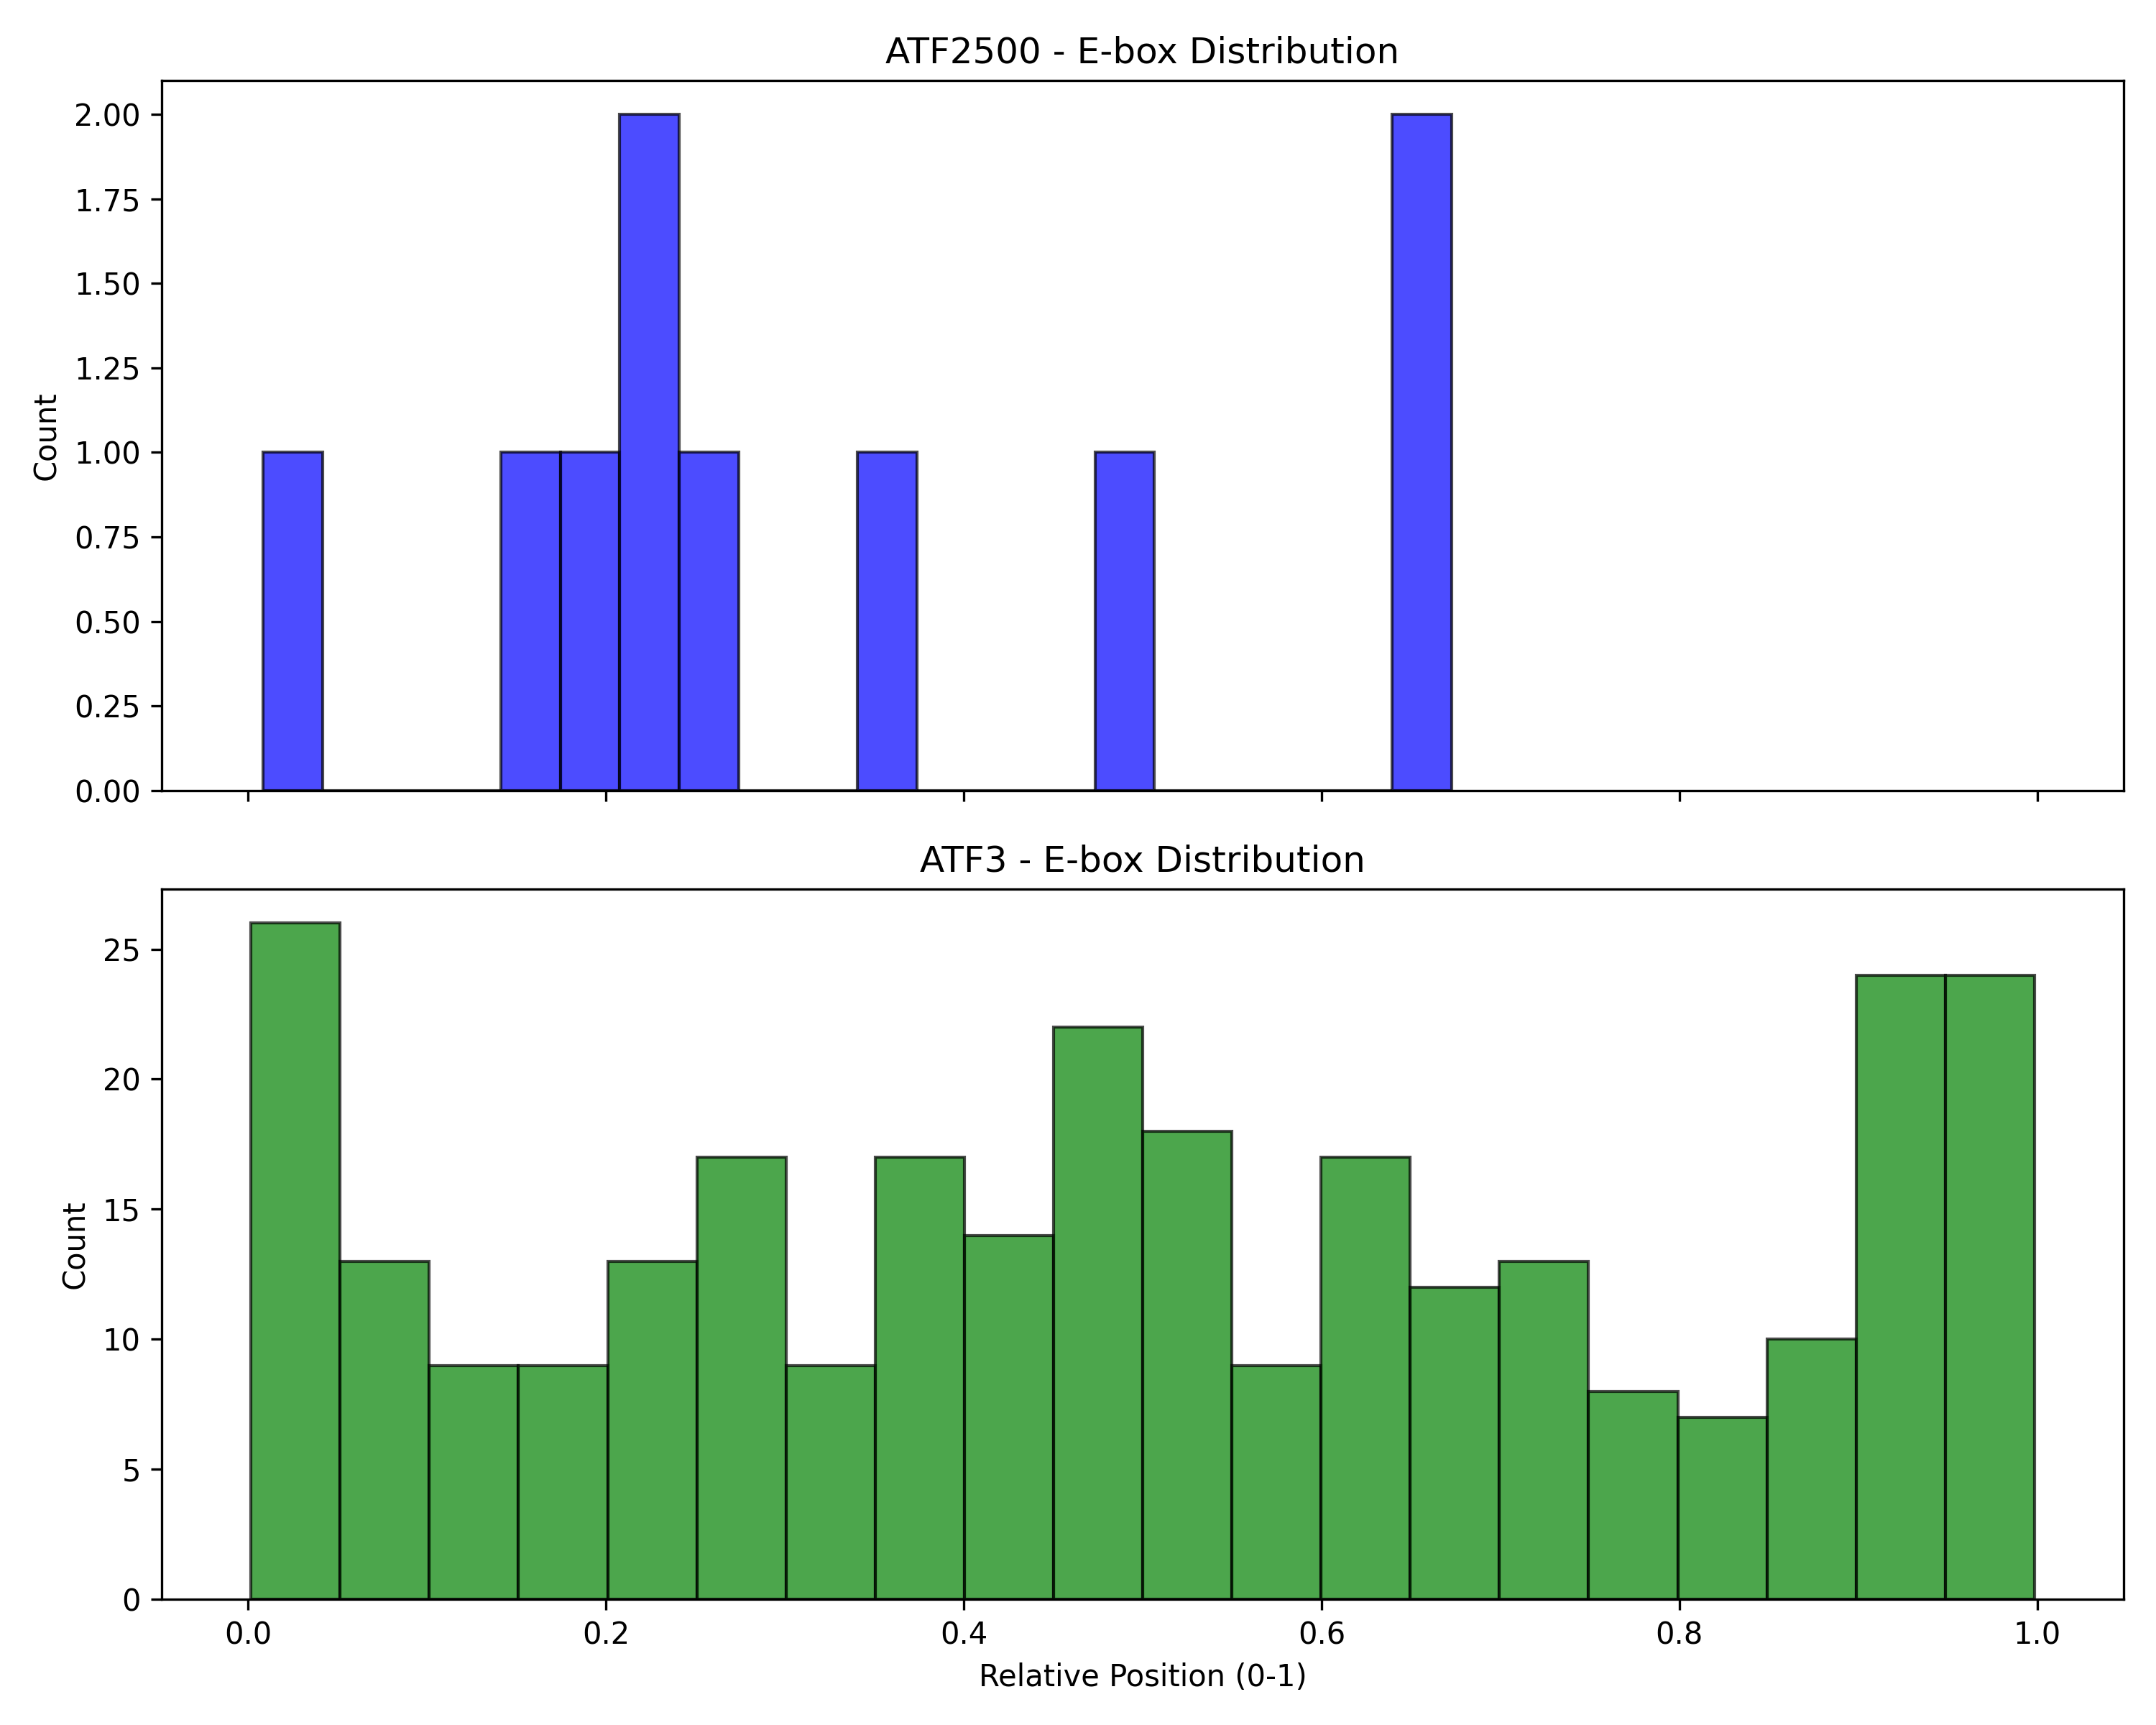 ATF2500 - E-box Distribution
2.00
1.75
1.50
1.25
1.00
0.75
0.50
0.25
0.00
Count
ATF3 - E-box Distribution
25
20
15
10
5
0
Count
0.0 0.2 0.4 0.6 0.8 1.0
Relative Position (0-1)